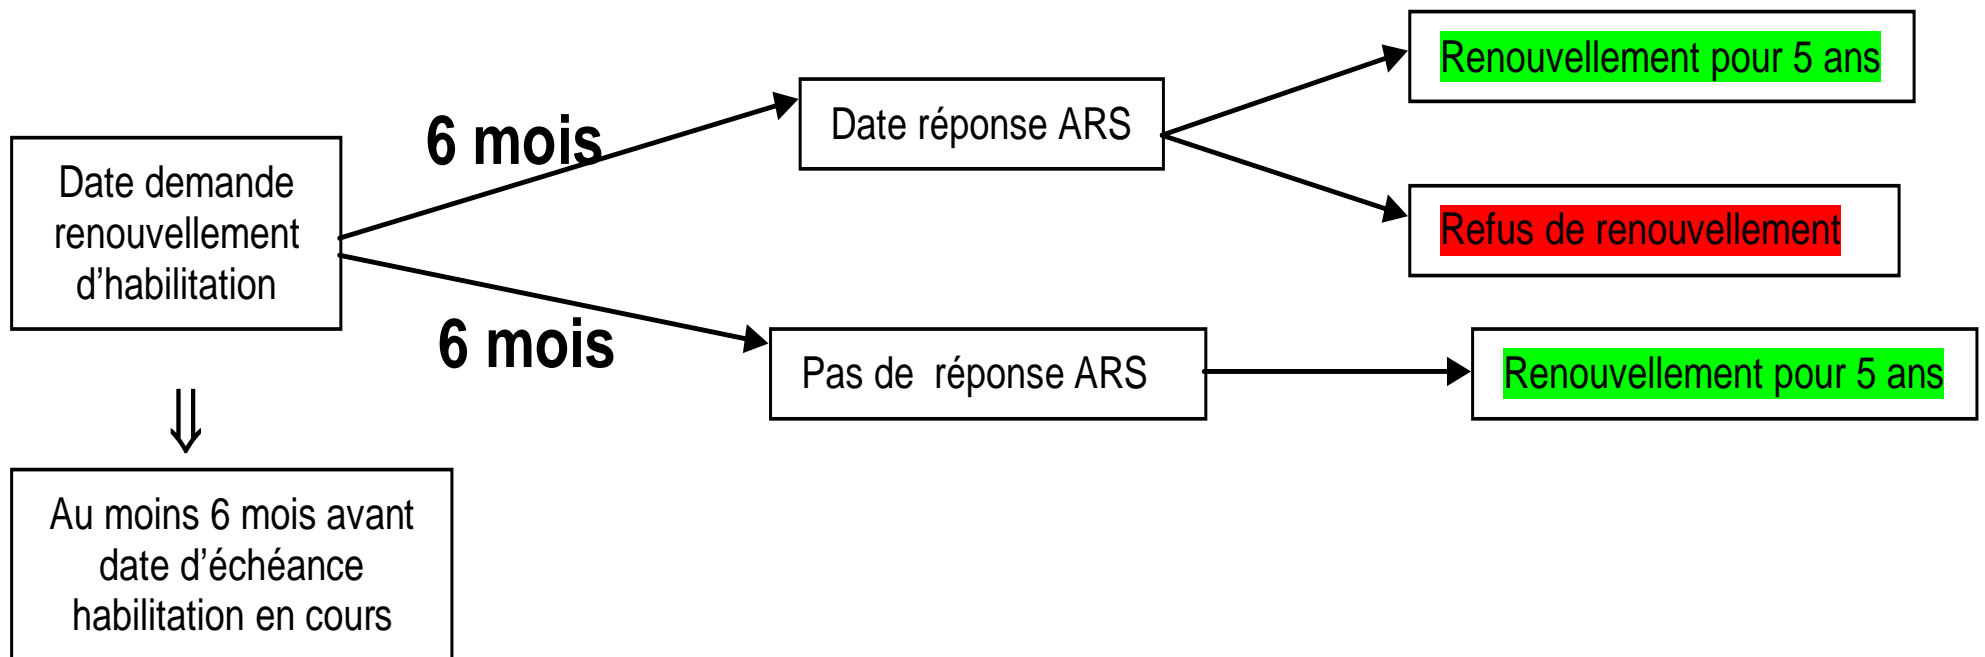 Date demande
renouvellement
d’habilitation
6 mois
Date réponse ARS
Renouvellement pour 5 ans
Refus de renouvellement
6 mois
Pas de  réponse ARS
Renouvellement pour 5 ans
⇓
Au moins 6 mois avant
date d’échéance
habilitation en cours